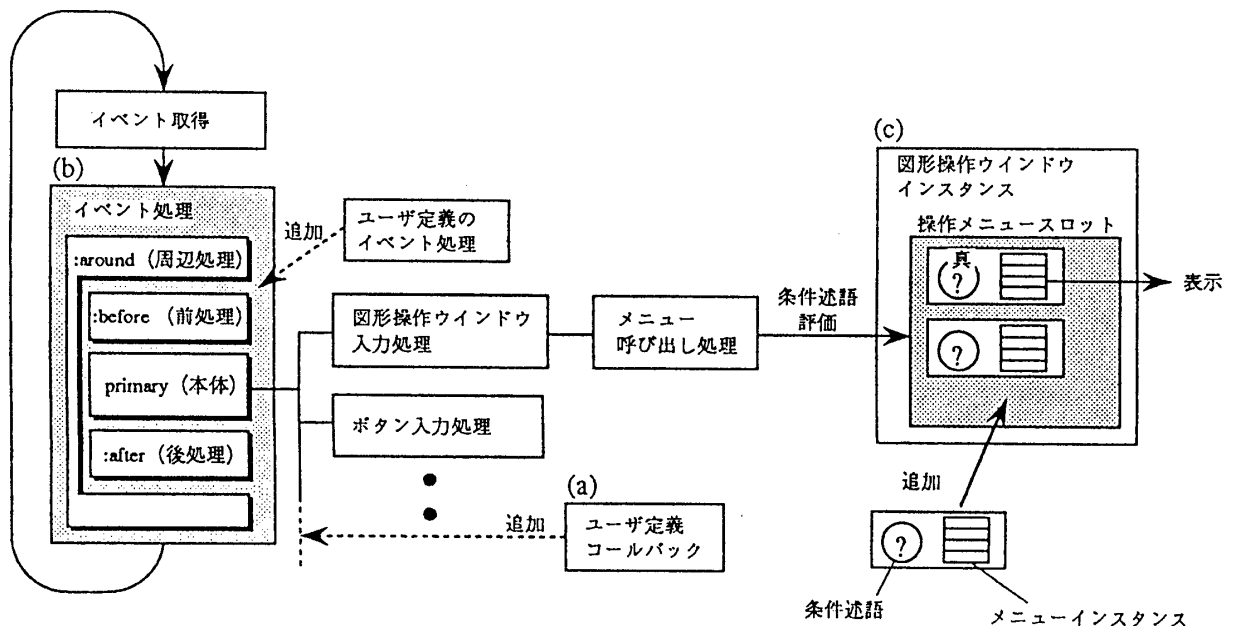 イベント取得
(b)
イベント処理
:around (周辺処理)
:before (前処理)
primary (本体)
:after (後処理)
追加
ユーザ定義の
イベント処理
図形操作ウインドウ
入力処理
メニュー
呼び出し処理
ボタン入力処理
追加
(a)
ユーザ定義
コールバック
条件述語
評価
(c)
図形操作ウインドウ
インスタンス
操作メニュースロット
真
?
?
表示
追加
?
条件述語
メニューインスタンス